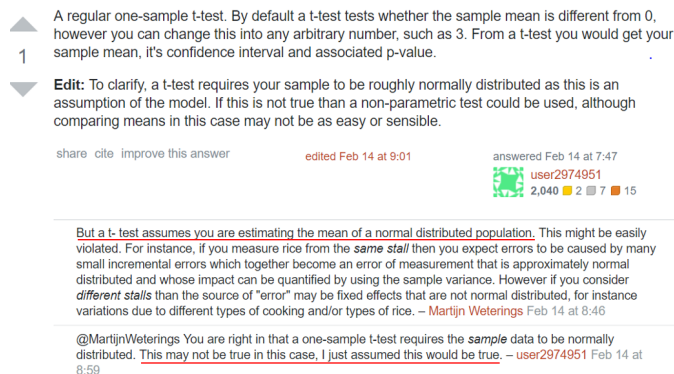 A regular one-sample t-test. By default a t-test tests whether the sample mean is different from 0,
however you can change this into any arbitrary number, such as 3. From a t-test you would get your
1
sample mean, it's confidence interval and associated p-value.
Edit: To clarify, a t-test requires your sample to be roughly normally distributed as this is an
assumption of the model. If this is not true than a non-parametric test could be used, although
comparing means in this case may not be as easy or sensible.
share cite improve this answer
edited Feb 14 at 9:01
answered Feb 14 at 7:47
user2974951
2,040 2 7 15
But a t- test assumes you are estimating the mean of a normal distributed population. This might be easily
violated. For instance, if you measure rice from the same stall then you expect errors to be caused by many
small incremental errors which together become an error of measurement that is approximately normal
distributed and whose impact can be quantified by using the sample variance. However if you consider
different stalls than the source of "error" may be fixed effects that are not normal distributed, for instance
variations due to different types of cooking and/or types of rice. – Martijn Weterings Feb 14 at 8:46
@MartijnWeterings You are right in that a one-sample t-test requires the sample data to be normally
distributed. This may not be true in this case, I just assumed this would be true. – user2974951 Feb 14 at
8:59